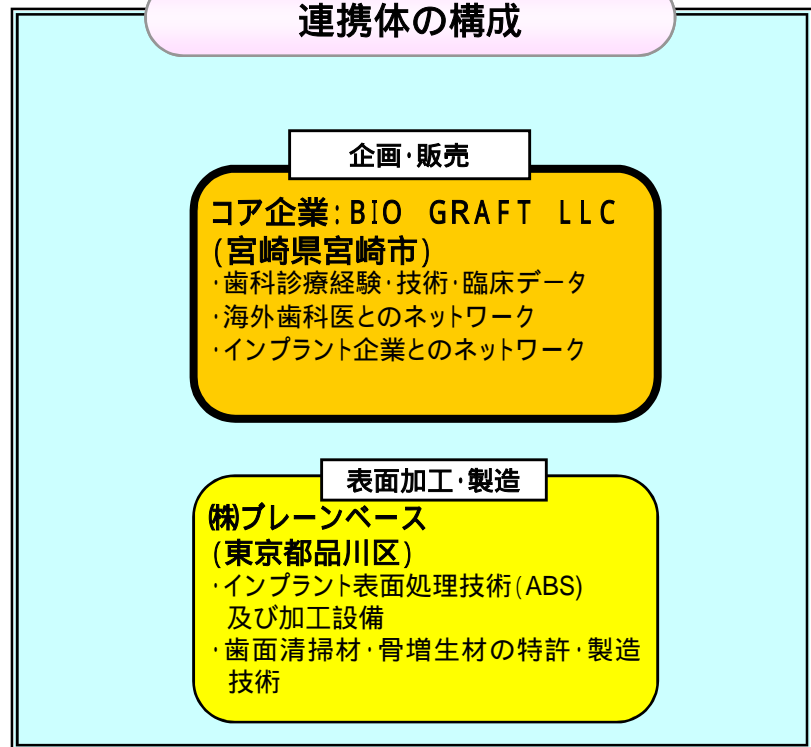 連携体の構成
企画･販売
コア企業:BIO GRAFT LLC
(宮崎県宮崎市)
･歯科診療経験･技術･臨床データ
･海外歯科医とのネットワーク
･インプラント企業とのネットワーク
表面加工･製造
㈱ブレーンベース
(東京都品川区)
･インプラント表面処理技術(ABS)
及び加工設備
･歯面清掃材･骨増生材の特許･製造
技術